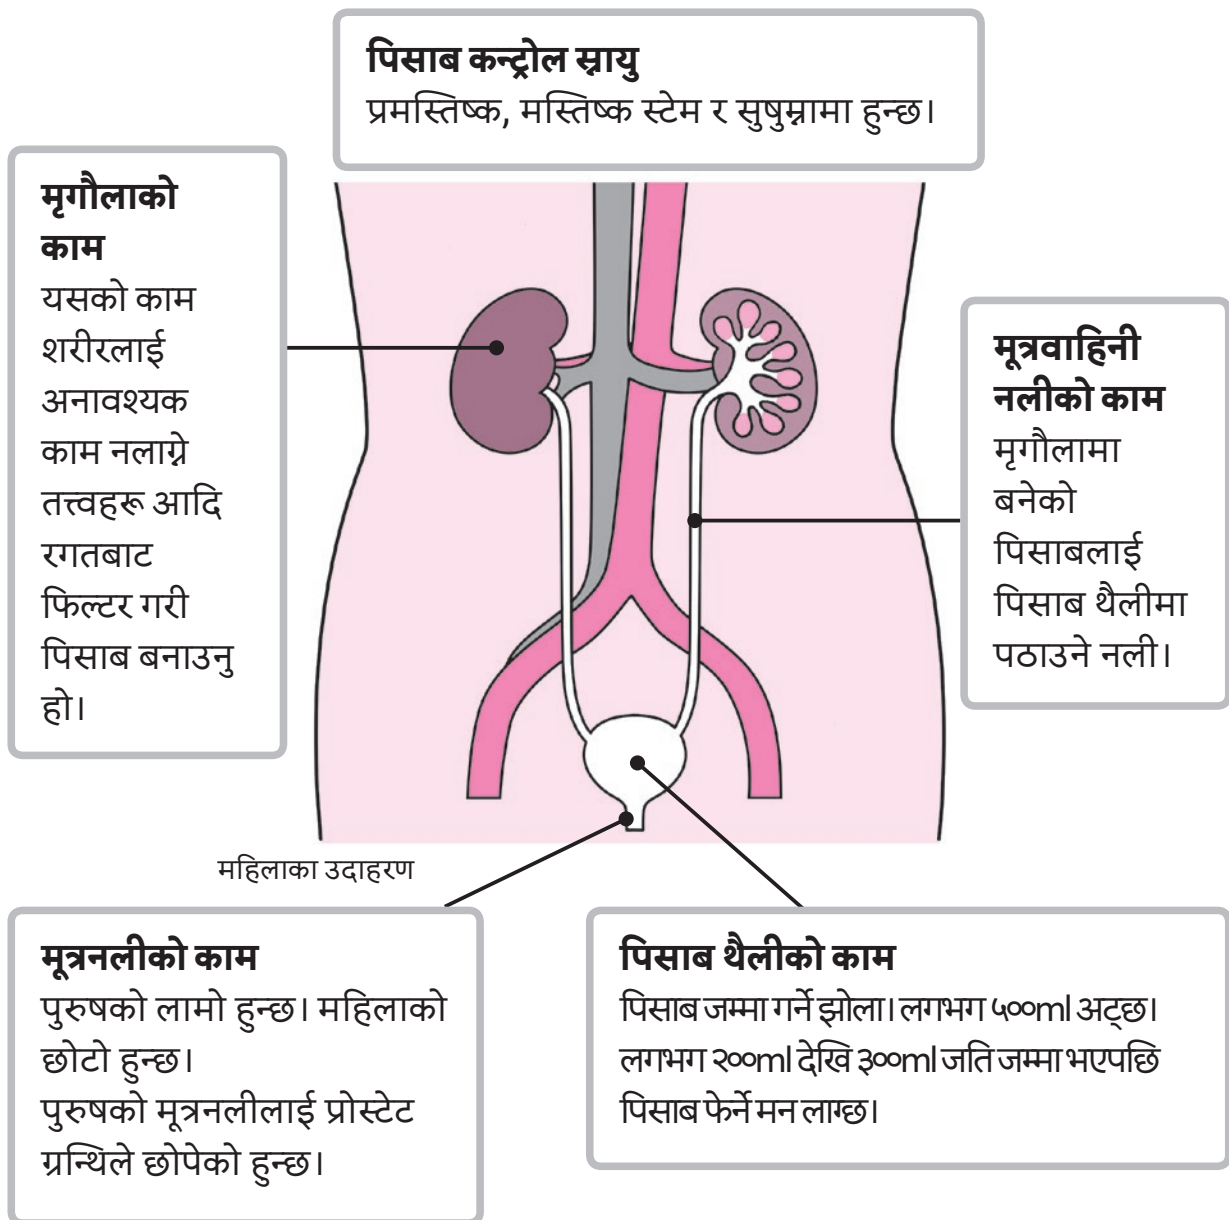 पिसाब कन्ट्रोल स्नायु
प्रमस्तिष्क, मस्तिष्क स्टेम र सुषुम्नामा हुन्छ।
मृगौलाको
काम
यसको काम
शरीरलाई
अनावश्यक
काम नलाग्ने
तत्त्वहरू आदि
रगतबाट
फिल्टर गरी
पिसाब बनाउनु
हो।
मूत्रवाहिनी
नलीको काम
मृगौलामा
बनेको
पिसाबलाई
पिसाब थैलीमा
पठाउने नली।
महिलाका उदाहरण
मूत्रनलीको काम
पुरुषको लामो हुन्छ। महिलाको
छोटो हुन्छ।
पुरुषको मूत्रनलीलाई प्रोस्टेट
ग्रन्थिले छोपेको हुन्छ।
पिसाब थैलीको काम
पिसाब जम्मा गर्ने झोला। लगभग ५००ml अट्छ।
लगभग २००ml देखि ३००ml जति जम्मा भएपछि
पिसाब फेर्ने मन लाग्छ।